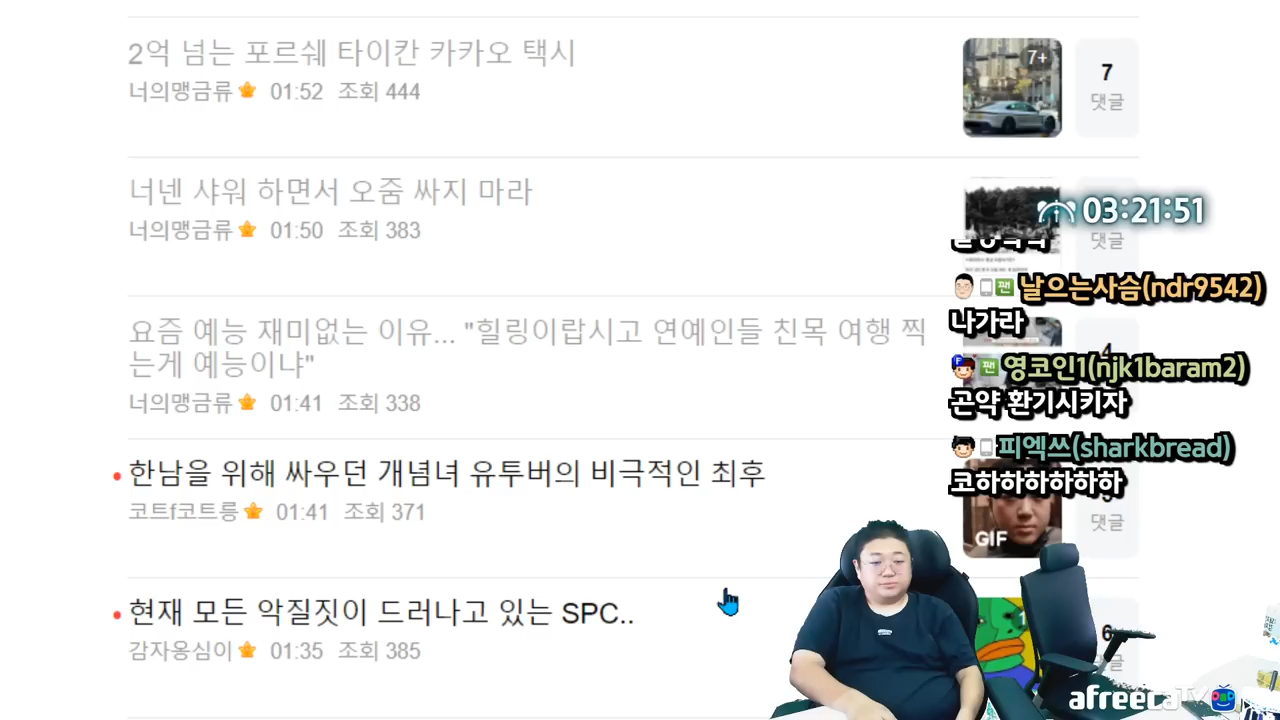 2억 넘는 포르쉐 타이칸 카카오 택시
너의맹금류 01:52 조회 444
7+
7
댓글
너넨 샤워 하면서 오줌 싸지 마라
너의맹금류 01:50 조회 383
03:21:51
댓글
날으는사슴(ndr9542)
나가라
요즘 예능 재미없는 이유... "힐링이랍시고 연예인들 친목 여행 찍
는게 예능이냐"
너의맹금류 01:41 조회 338
4
짼 영코인1(njk1baram2)
곤약 환기시키자
피엑쓰(sharkbread)
코하하하하하하
한남을 위해 싸우던 개념녀 유투버의 비극적인 최후
코트f코트릉 01:41 조회 371
GIF
댓글
현재 모든 악질짓이 드러나고 있는 SPC..
감자옹심이 01:35 조회 385
6
afreecaTV